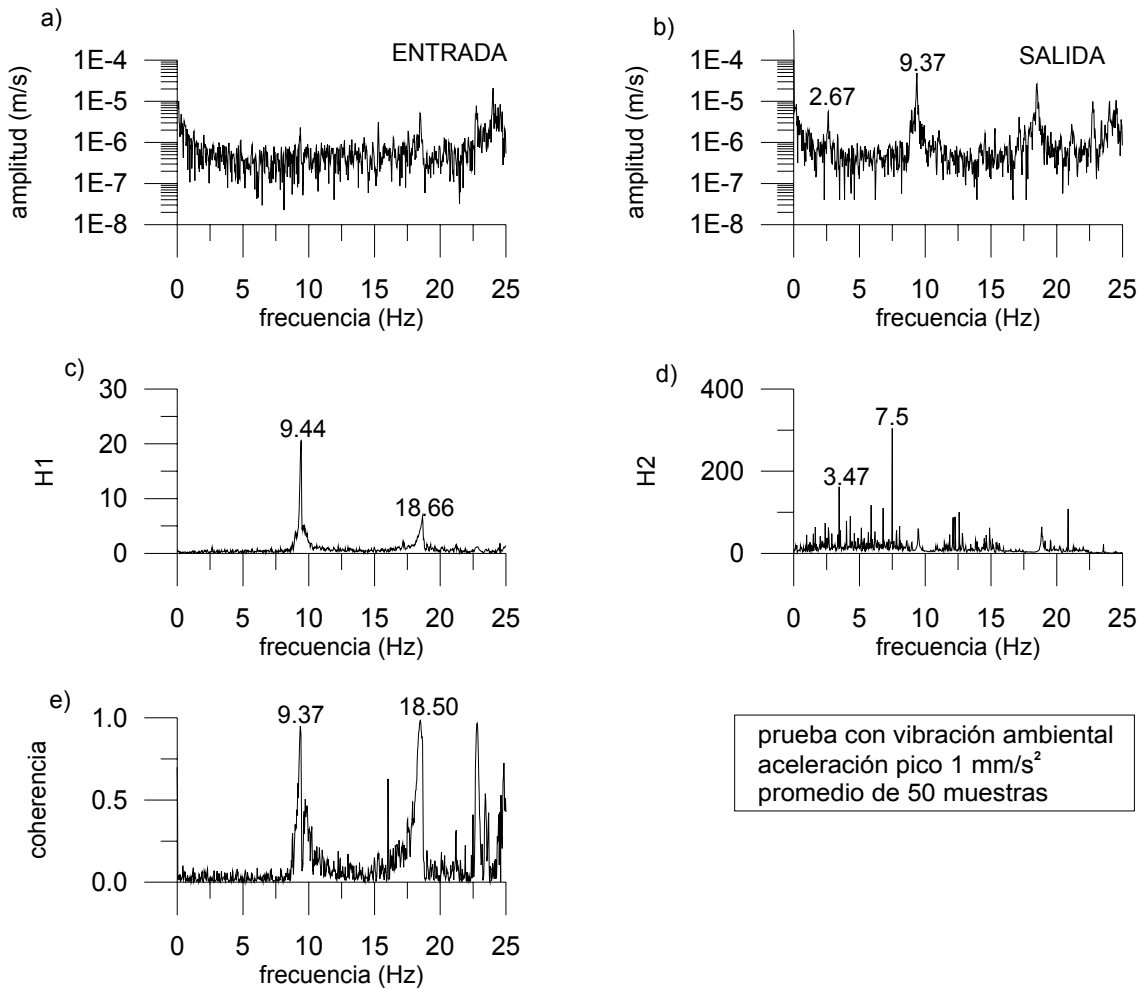 a)
ENTRADA
amplitud (m/s)
1E-4
1E-5
1E-6
1E-7
1E-8
0 5 10 15 20 25
frecuencia (Hz)
b)
SALIDA
2.67
9.37
amplitud (m/s)
1E-4
1E-5
1E-6
1E-7
1E-8
0 5 10 15 20 25
frecuencia (Hz)
c)
H1
30
20
10
0
9.44
18.66
0 5 10 15 20 25
frecuencia (Hz)
d)
H2
400
200
0
3.47
7.5
0 5 10 15 20 25
frecuencia (Hz)
e)
coherencia
1.0
0.5
0.0
9.37
18.50
0 5 10 15 20 25
frecuencia (Hz)
prueba con vibración ambiental
aceleración pico 1 mm/s²
promedio de 50 muestras